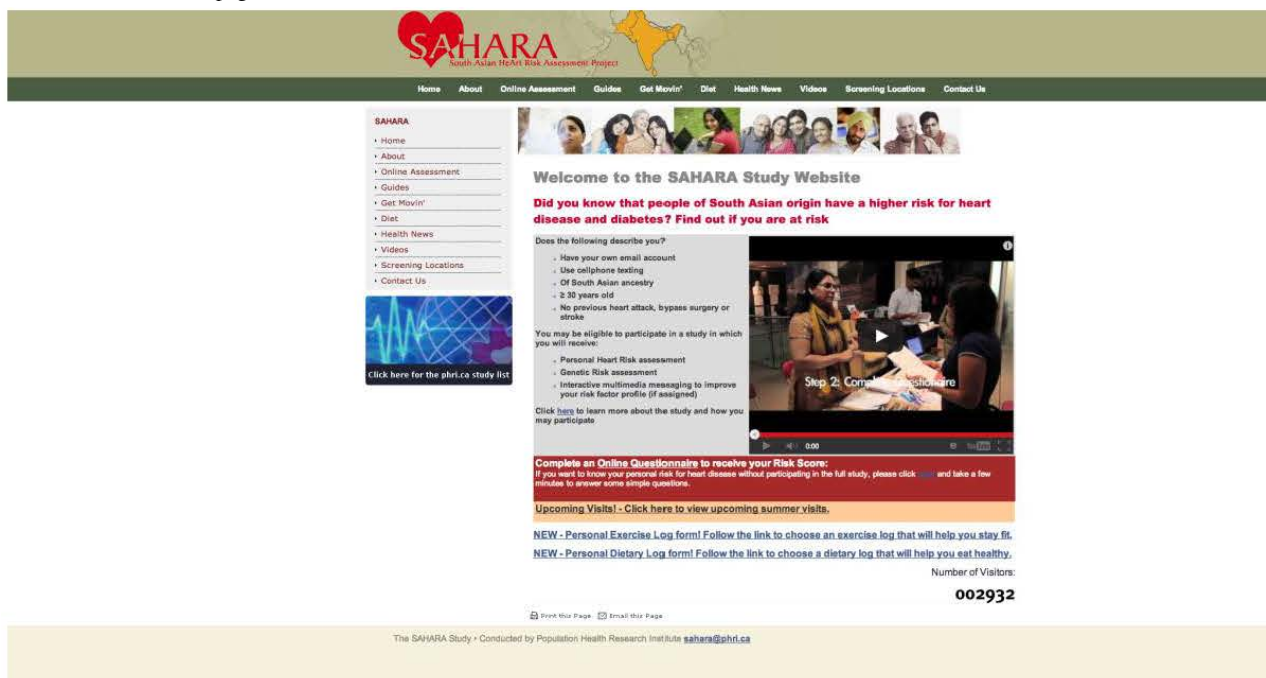 SAHARA
South Asian HeArt Risk Assessment Project
Home About Online Assessment Guides Get Movin' Diet Health News Videos Screening Locations Contact Us
SAHARA
Home
About
Online Assessment
Guides
Get Movin'
Diet
Health News
Videos
Screening Locations
Contact Us
Click here for the phri.ca study list
Welcome to the SAHARA Study Website
Did you know that people of South Asian origin have a higher risk for heart
disease and diabetes? Find out if you are at risk
Does the following describe you?
Have your own email account
Use cellphone texting
Of South Asian ancestry
≥ 30 years old
No previous heart attack, bypass surgery or
stroke
You may be eligible to participate in a study in which
you will receive:
Personal Heart Risk assessment
Genetic Risk assessment
Interactive multimedia messaging to improve
your risk factor profile (if assigned)
Click here to learn more about the study and how you
may participate
Step 2: Complete questionnaire
0:00
Complete an Online Questionnaire to receive your Risk Score:
If you want to know your personal risk for heart disease without participating in the full study, please click and take a few
minutes to answer some simple questions.
Upcoming Visits! - Click here to view upcoming summer visits.
NEW - Personal Exercise Log form! Follow the link to choose an exercise log that will help you stay fit.
NEW - Personal Dietary Log form! Follow the link to choose a dietary log that will help you eat healthy.
Number of Visitors:
002932
Print this Page Email this Page
The SAHARA Study • Conducted by Population Health Research Institute sahara@phri.ca